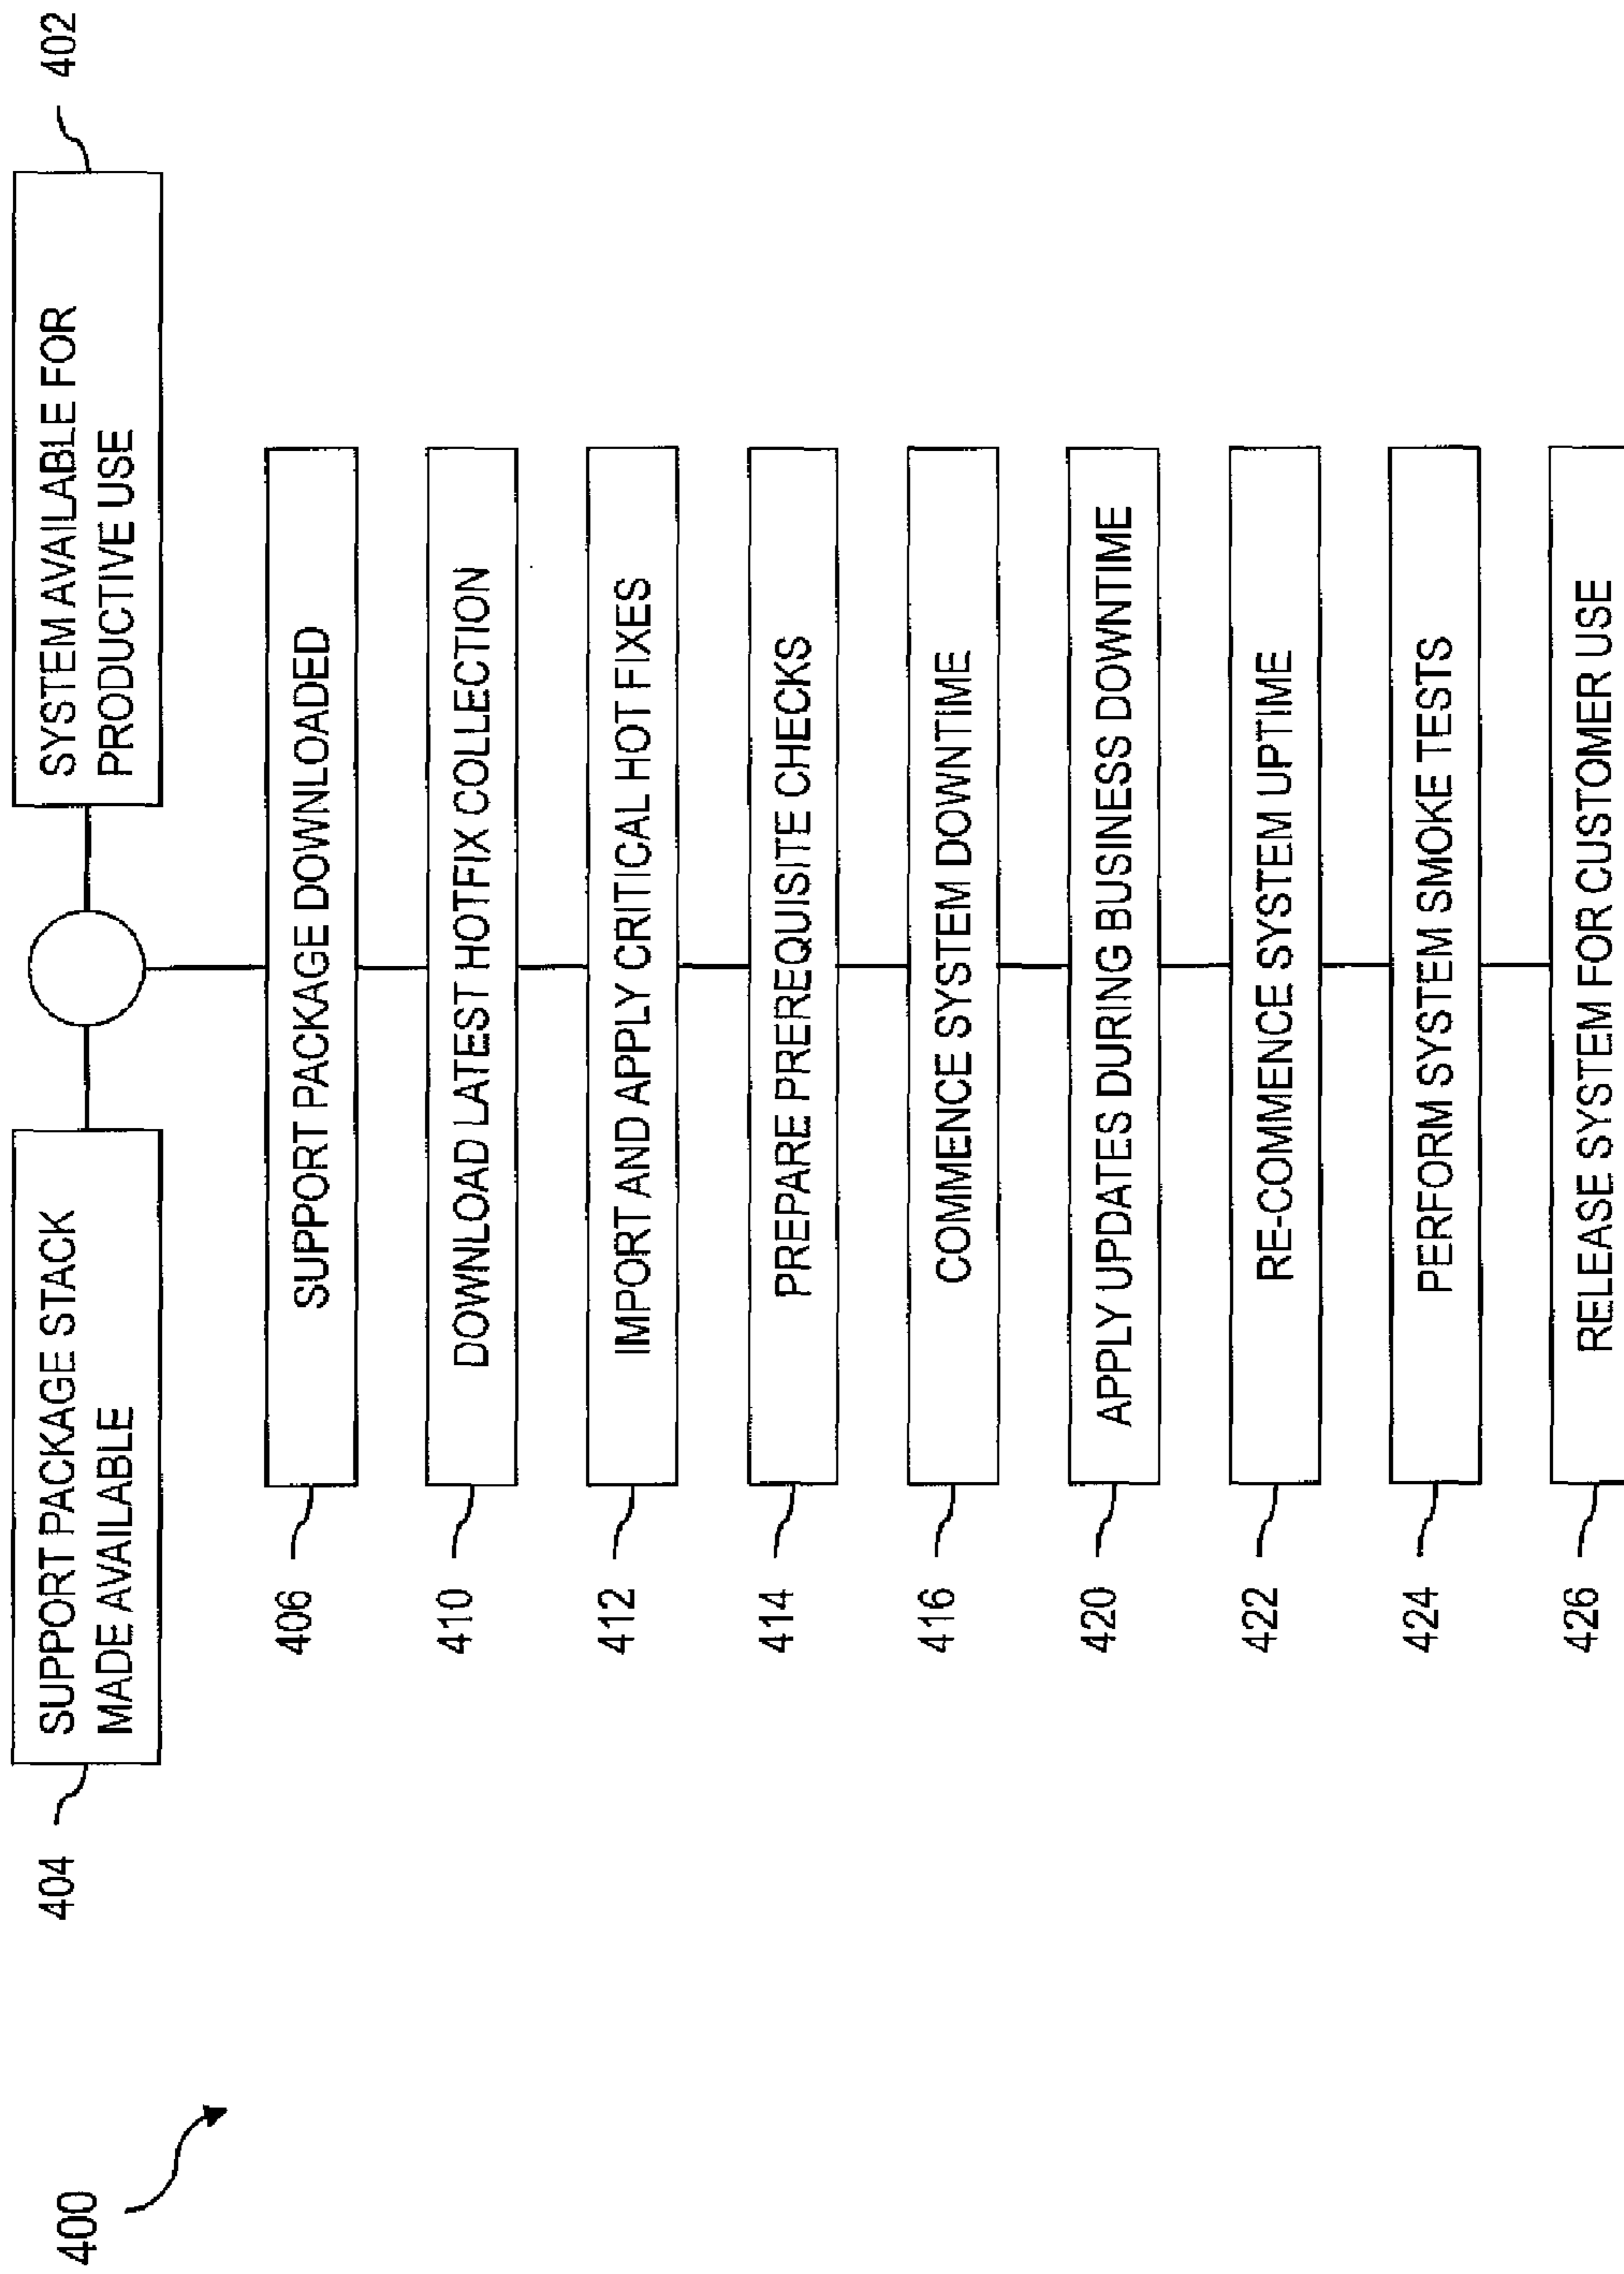 400
404
SUPPORT PACKAGE STACK
MADE AVAILABLE
SYSTEM AVAILABLE FOR
PRODUCTIVE USE
402
406
SUPPORT PACKAGE DOWNLOADED
410
DOWNLOAD LATEST HOTFIX COLLECTION
412
IMPORT AND APPLY CRITICAL HOT FIXES
414
PREPARE PREREQUISITE CHECKS
416
COMMENCE SYSTEM DOWNTIME
420
APPLY UPDATES DURING BUSINESS DOWNTIME
422
RE-COMMENCE SYSTEM UPTIME
424
PERFORM SYSTEM SMOKE TESTS
426
RELEASE SYSTEM FOR CUSTOMER USE